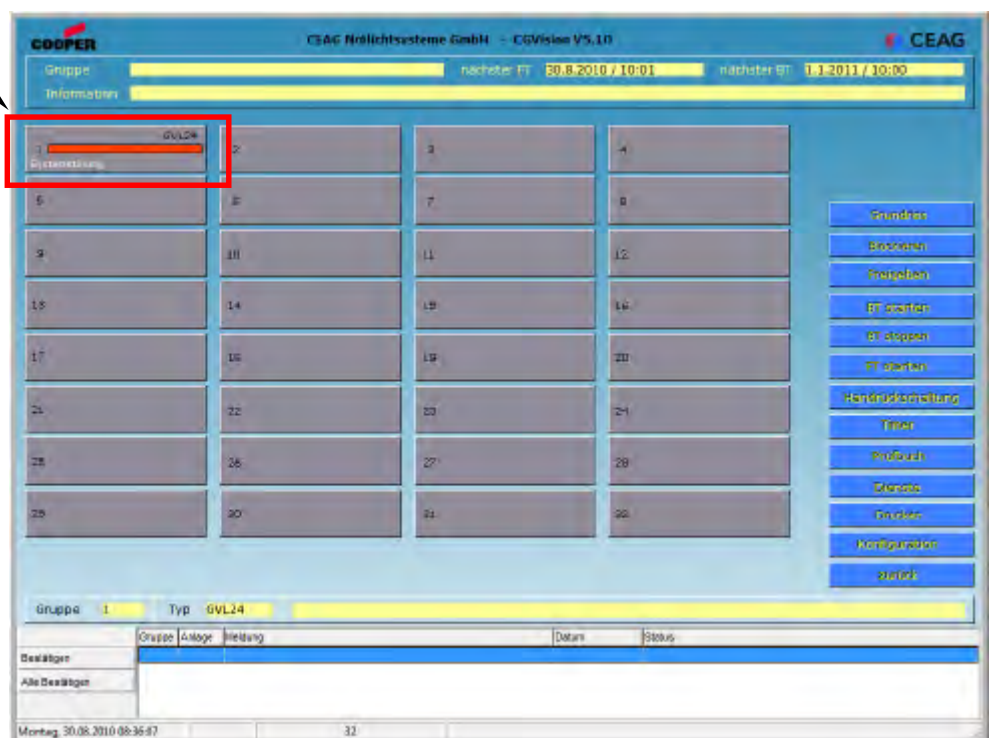 COOPER
CEAG Notlichtsysteme GmbH - CGVision V5.10
CEAG
Gruppe
nächster FT 30.8.2010 / 10:01
nächster BT 1.1.2011 / 10:00
Information
GVL24
1
Systemstörung
2
3
4
5
6
7
8
9
10
11
12
13
14
15
16
17
18
19
20
21
22
23
24
25
26
27
28
29
30
31
32
Grundriss
Blockieren
Freigeben
BT starten
BT stoppen
FT starten
Handrückschaltung
Timer
Prüfbuch
Dienste
Drucken
Konfiguration
zurück
Gruppe 1 Typ GVL24
Gruppe Anlage Meldung Datum Status
Bestätigen
Alle Bestätigen
Montag, 30.08.2010 08:36:07 32